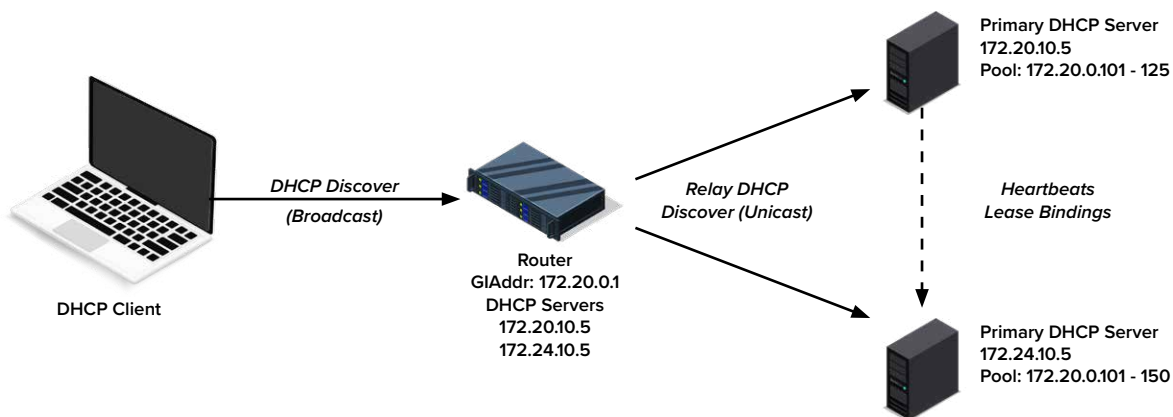 Primary DHCP Server
172.20.10.5
Pool: 172.20.0.101 - 125
DHCP Discover
(Broadcast)
Relay DHCP
Discover (Unicast)
Heartbeats
Lease Bindings
DHCP Client
Router
GIAddr: 172.20.0.1
DHCP Servers
172.20.10.5
172.24.10.5
Primary DHCP Server
172.24.10.5
Pool: 172.20.0.101 - 150